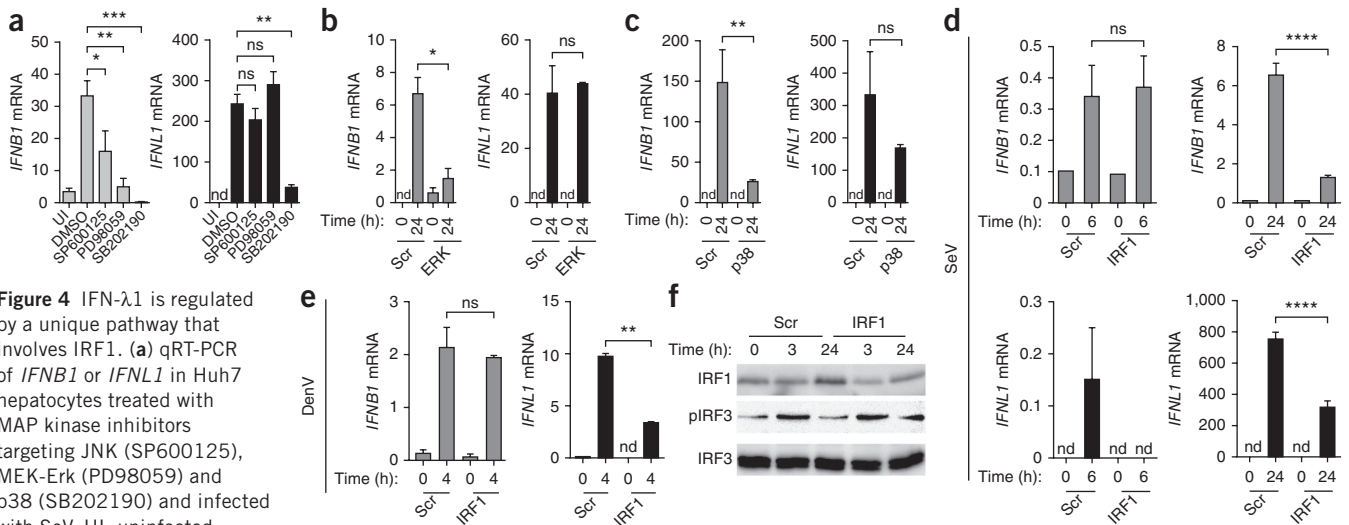 a
***
**
*
50
40
30
20
10
0
IFNB1 mRNA
UI
DMSO
SP600125
PD98059
SB202190
**
ns
ns
400
300
200
100
0
IFNL1 mRNA
nd
UI
DMSO
SP600125
PD98059
SB202190
b
*
10
8
6
4
2
0
IFNB1 mRNA
nd
Time (h):
0 24 0 24
Scr ERK
ns
60
40
20
0
IFNL1 mRNA
nd nd
0 24 0 24
Scr ERK
c
**
200
150
100
50
0
IFNB1 mRNA
nd nd
Time (h):
0 24 0 24
Scr p38
ns
500
400
300
200
100
0
IFNL1 mRNA
nd nd
0 24 0 24
Scr p38
d
SeV
ns
0.5
0.4
0.3
0.2
0.1
0
IFNB1 mRNA
Time (h): 0 6 0 6
Scr IRF1
****
8
6
4
2
0
IFNB1 mRNA
0 24 0 24
Scr IRF1
0.3
0.2
0.1
0
IFNL1 mRNA
nd nd nd
Time (h): 0 6 0 6
Scr IRF1
****
1,000
800
600
400
200
0
IFNL1 mRNA
nd nd
0 24 0 24
Scr IRF1
Figure 4 IFN-λ1 is regulated
by a unique pathway that
involves IRF1. (a) qRT-PCR
of IFNB1 or IFNL1 in Huh7
hepatocytes treated with
MAP kinase inhibitors
targeting JNK (SP600125),
MEK-Erk (PD98059) and
p38 (SB202190) and infected
with SeV. UI, uninfected
e
DenV
ns
3
2
1
0
IFNB1 mRNA
Time (h): 0 4 0 4
Scr IRF1
**
15
10
5
0
IFNL1 mRNA
nd
0 4 0 4
Scr IRF1
f
Scr IRF1
Time (h): 0 3 24 3 24
IRF1
pIRF3
IRF3